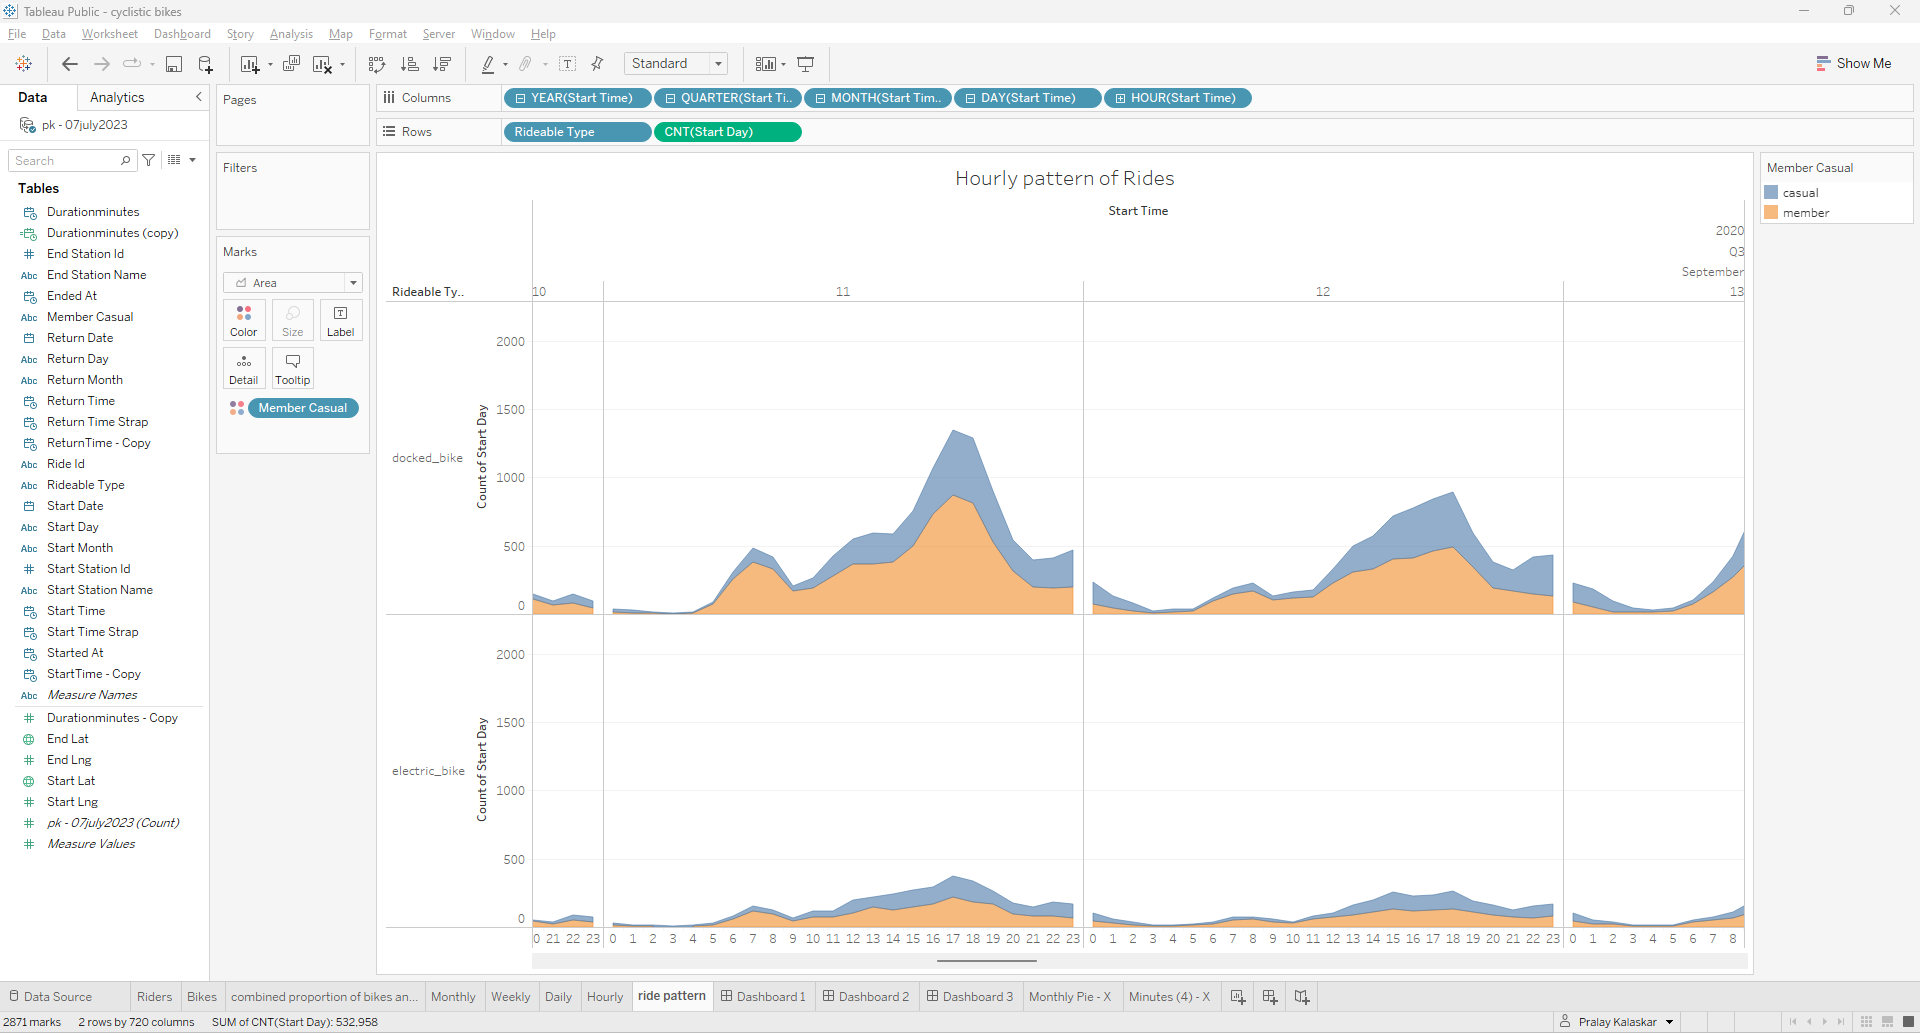 Tableau Public - cyclistic bikes
File Data Worksheet Dashboard Story Analysis Map Format Server Window Help
Standard
Show Me
Data Analytics
pk - 07july2023
Search
Tables
Durationminutes
Durationminutes (copy)
End Station Id
Abc End Station Name
Ended At
Abc Member Casual
Return Date
Abc Return Day
Abc Return Month
Return Time
Return Time Strap
ReturnTime - Copy
Abc Ride Id
Abc Rideable Type
Start Date
Abc Start Day
Abc Start Month
Start Station Id
Abc Start Station Name
Start Time
Start Time Strap
Started At
StartTime - Copy
Abc Measure Names
Durationminutes - Copy
End Lat
End Lng
Start Lat
Start Lng
pk - 07july2023 (Count)
Measure Values
Pages
Filters
Marks
Area
Color Size Label
Detail Tooltip
Member Casual
Columns YEAR(Start Time) QUARTER(Start Ti.. MONTH(Start Tim.. DAY(Start Time) HOUR(Start Time)
Rows Rideable Type CNT(Start Day)
Hourly pattern of Rides
Start Time
2020
Q3
September
Rideable Ty.. 10 11 12 13
docked_bike
Count of Start Day
2000
1500
1000
500
0
electric_bike
Count of Start Day
2000
1500
1000
500
0
0 21 22 23 0 1 2 3 4 5 6 7 8 9 10 11 12 13 14 15 16 17 18 19 20 21 22 23 0 1 2 3 4 5 6 7 8 9 10 11 12 13 14 15 16 17 18 19 20 21 22 23 0 1 2 3 4 5 6 7 8
Member Casual
casual
member
Data Source Riders Bikes combined proportion of bikes an... Monthly Weekly Daily Hourly ride pattern Dashboard 1 Dashboard 2 Dashboard 3 Monthly Pie - X Minutes (4) - X
2871 marks 2 rows by 720 columns SUM of CNT(Start Day): 532,958 Pralay Kalaskar